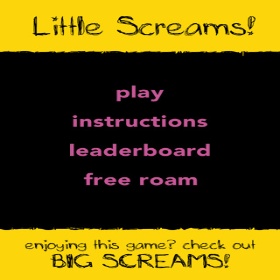 Little Screams!
play
instructions
leaderboard
free roam
enjoying this game? check out
BIG SCREAMS!